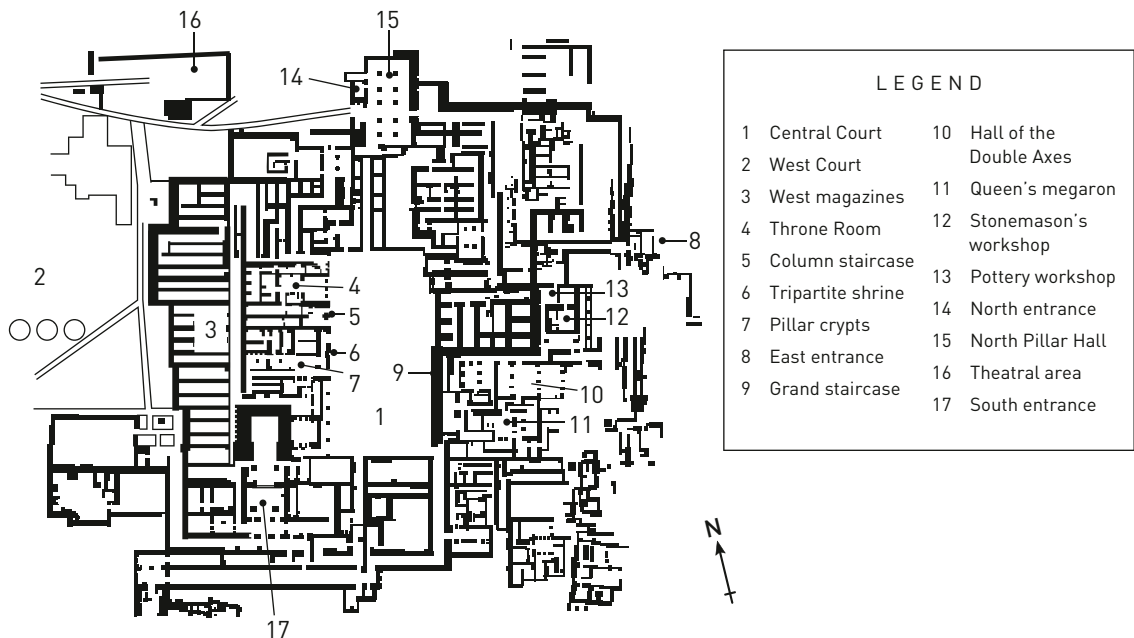 16
15
14
8
2
4
13
5
12
3
6
9
7
10
1
11
17
N
LEGEND
1 Central Court
2 West Court
3 West magazines
4 Throne Room
5 Column staircase
6 Tripartite shrine
7 Pillar crypts
8 East entrance
9 Grand staircase
10 Hall of the
Double Axes
11 Queen's megaron
12 Stonemason's
workshop
13 Pottery workshop
14 North entrance
15 North Pillar Hall
16 Theatral area
17 South entrance